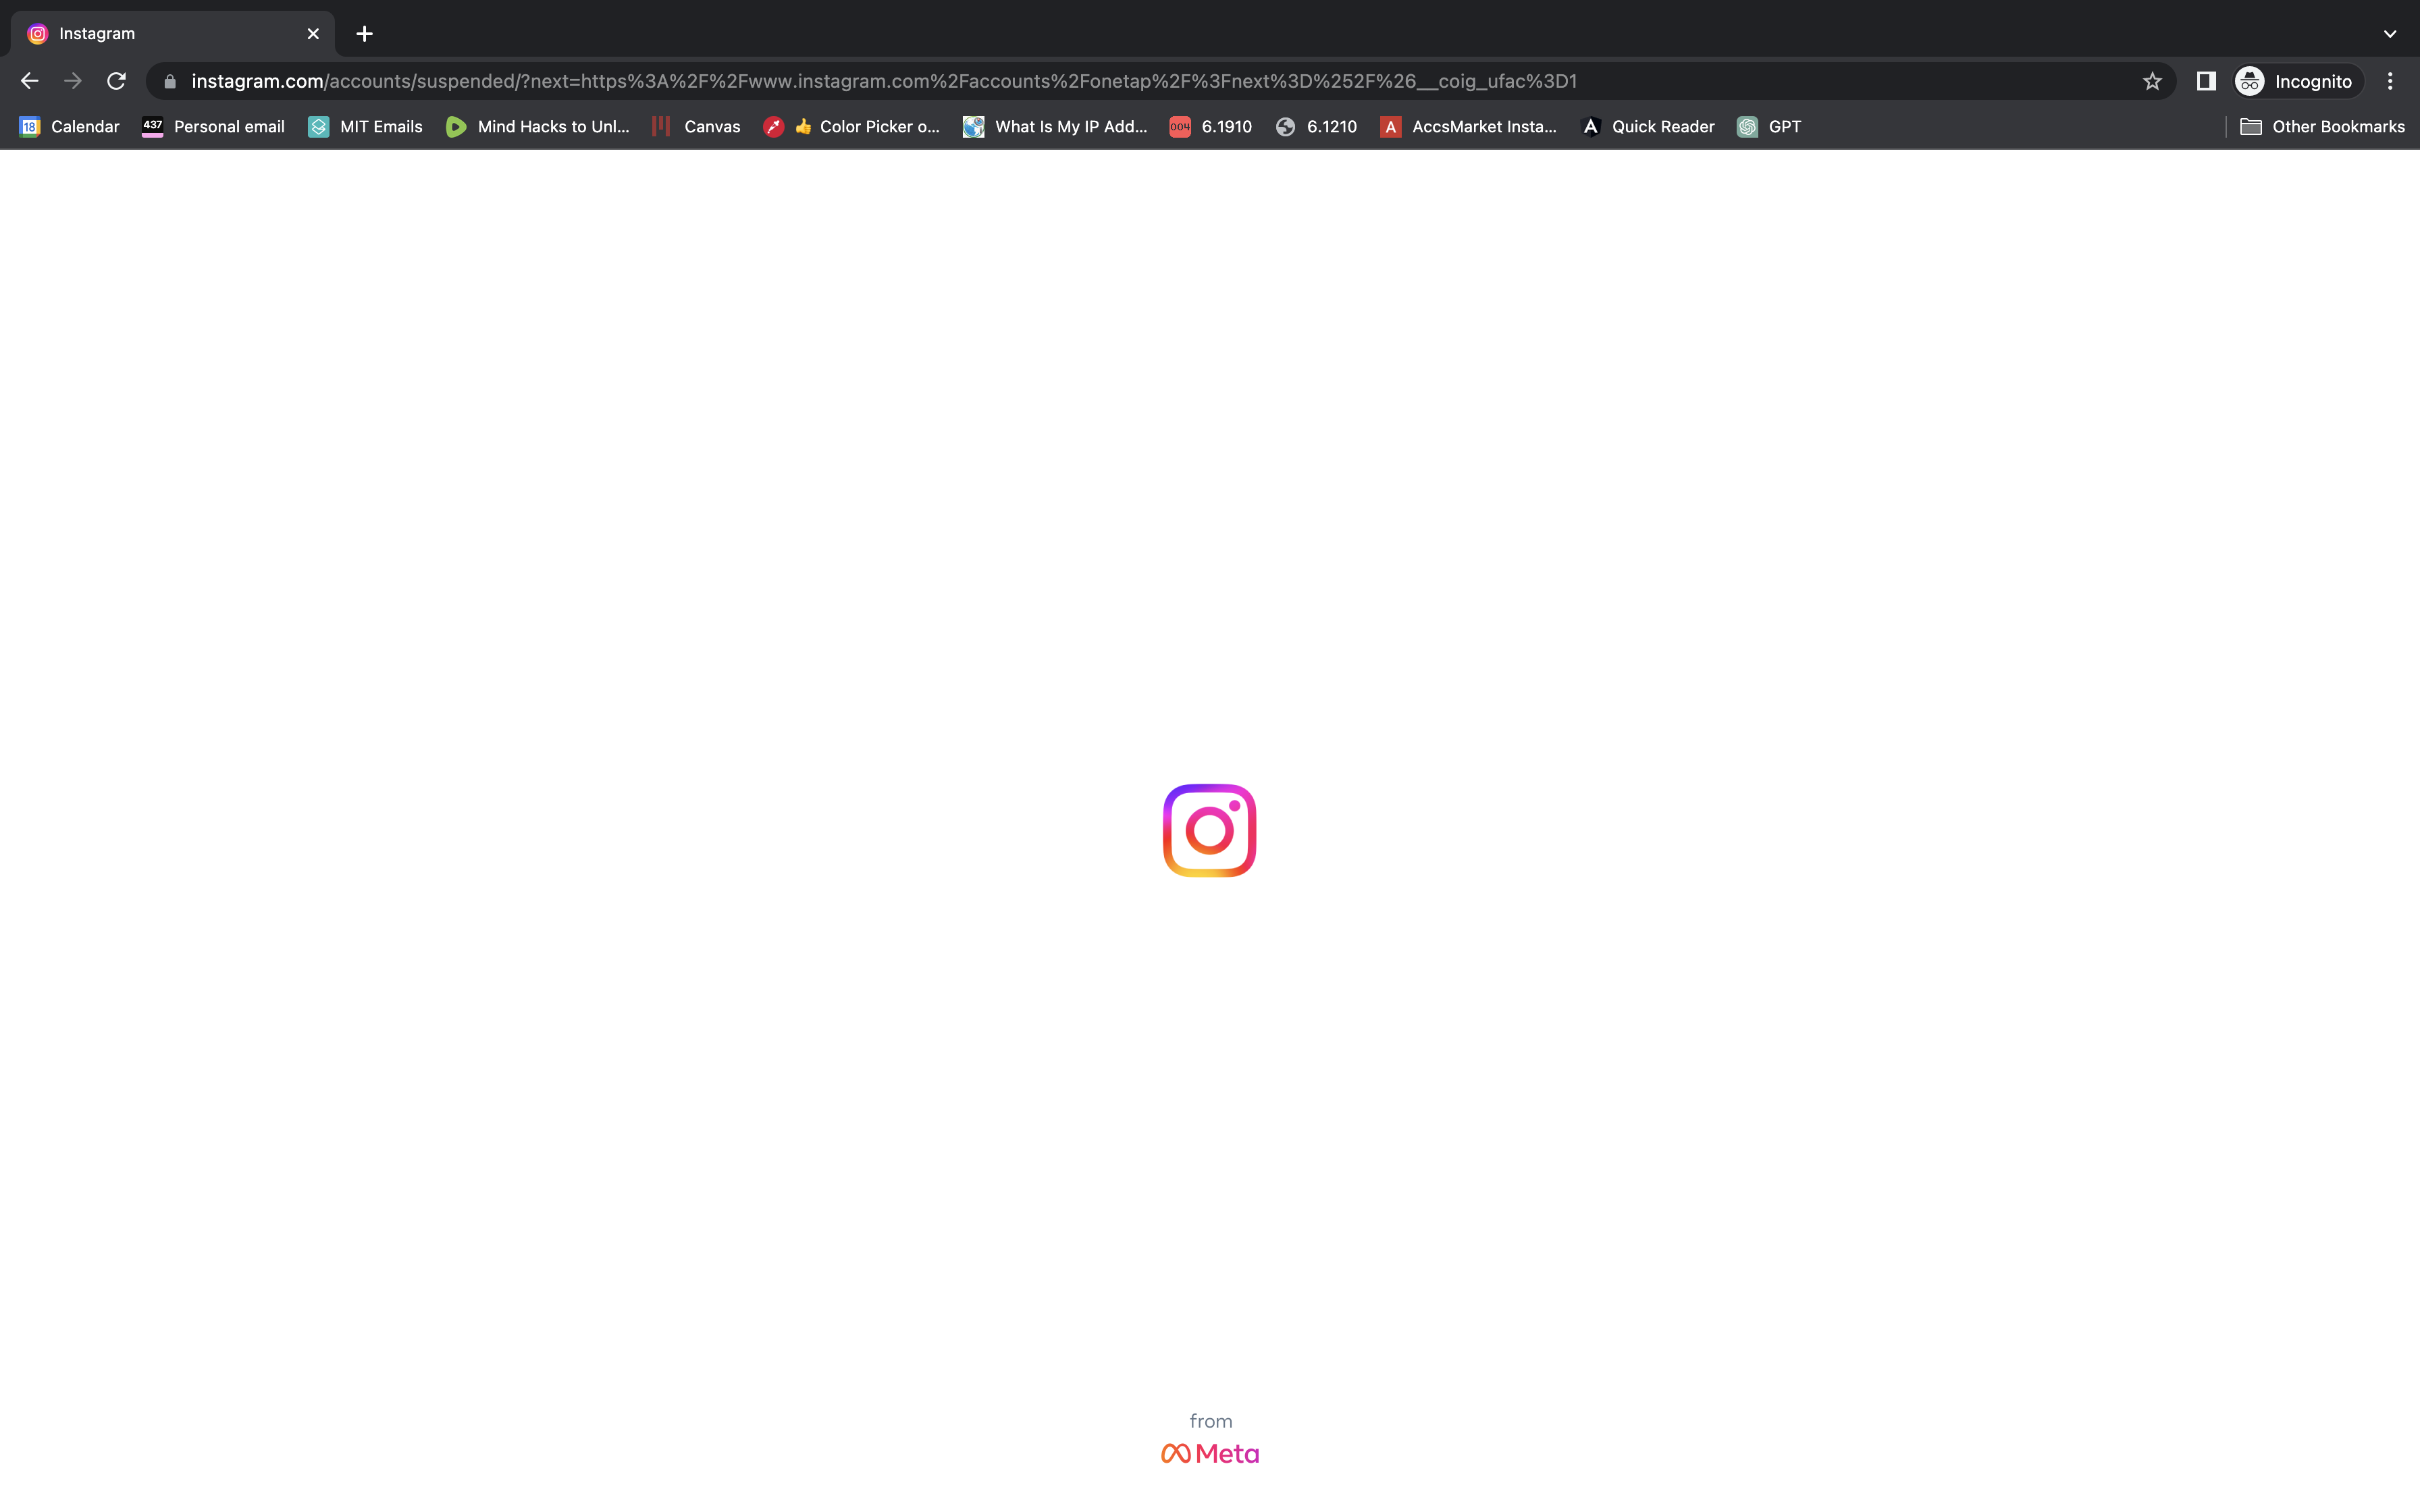 Instagram
instagram.com/accounts/suspended/?next=https%3A%2F%2Fwww.instagram.com%2Faccounts%2Fonetap%2F%3Fnext%3D%252F%26__coig_ufac%3D1
Incognito
18 Calendar 437 Personal email MIT Emails Mind Hacks to Unl... Canvas 👍 Color Picker o... What Is My IP Add... 004 6.1910 6.1210 A AccsMarket Insta... A Quick Reader GPT Other Bookmarks
from
Meta